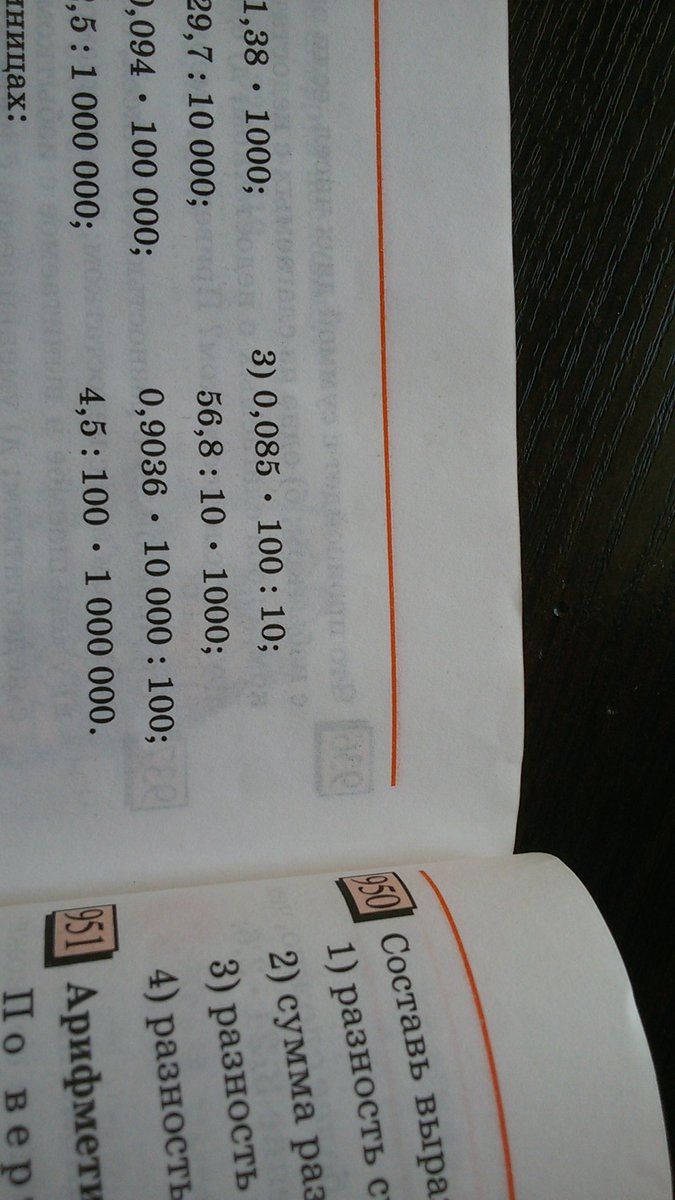 1,38 · 1000;
29,7 : 10 000;
0,094 · 100 000;
,5 : 1 000 000;
ницах:
3) 0,085 · 100 : 10;
56,8 : 10 · 1000;
0,9036 · 10 000 : 100;
4,5 : 100 · 1 000 000.
950 Составь выра
1) разность с
2) сумма раз
3) разность
4) разность
951 Арифмети
По вер